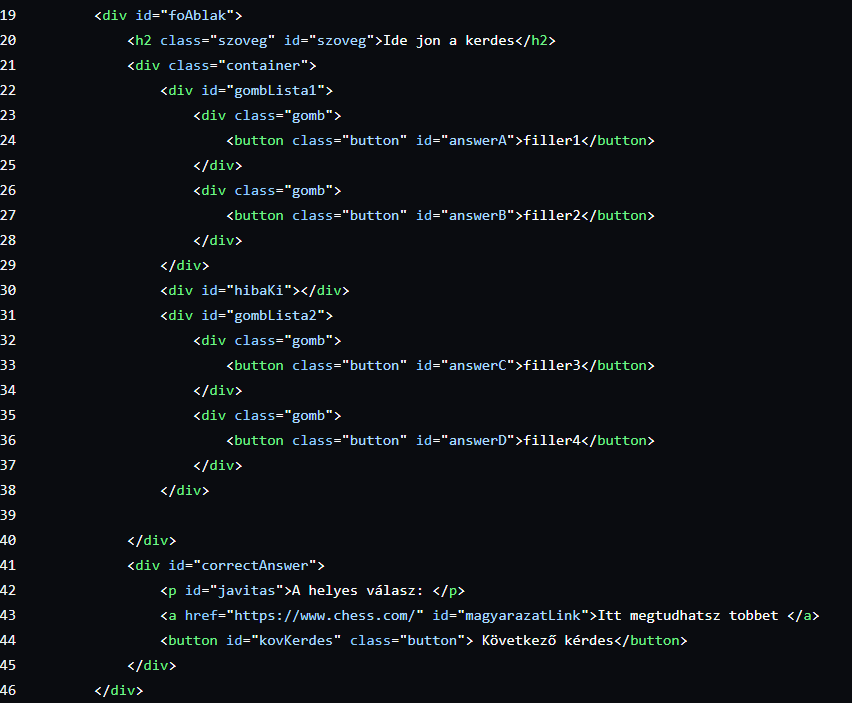 19 <div id="foAblak">
20 <h2 class="szoveg" id="szoveg">Ide jon a kerdes</h2>
21 <div class="container">
22 <div id="gombLista1">
23 <div class="gomb">
24 <button class="button" id="answerA">filler1</button>
25 </div>
26 <div class="gomb">
27 <button class="button" id="answerB">filler2</button>
28 </div>
29 </div>
30 <div id="hibaKi"></div>
31 <div id="gombLista2">
32 <div class="gomb">
33 <button class="button" id="answerC">filler3</button>
34 </div>
35 <div class="gomb">
36 <button class="button" id="answerD">filler4</button>
37 </div>
38 </div>
39
40 </div>
41 <div id="correctAnswer">
42 <p id="javitas">A helyes válasz: </p>
43 <a href="https://www.chess.com/" id="magyarazatLink">Itt megtudhatsz tobbet </a>
44 <button id="kovKerdes" class="button"> Következő kérdes</button>
45 </div>
46 </div>